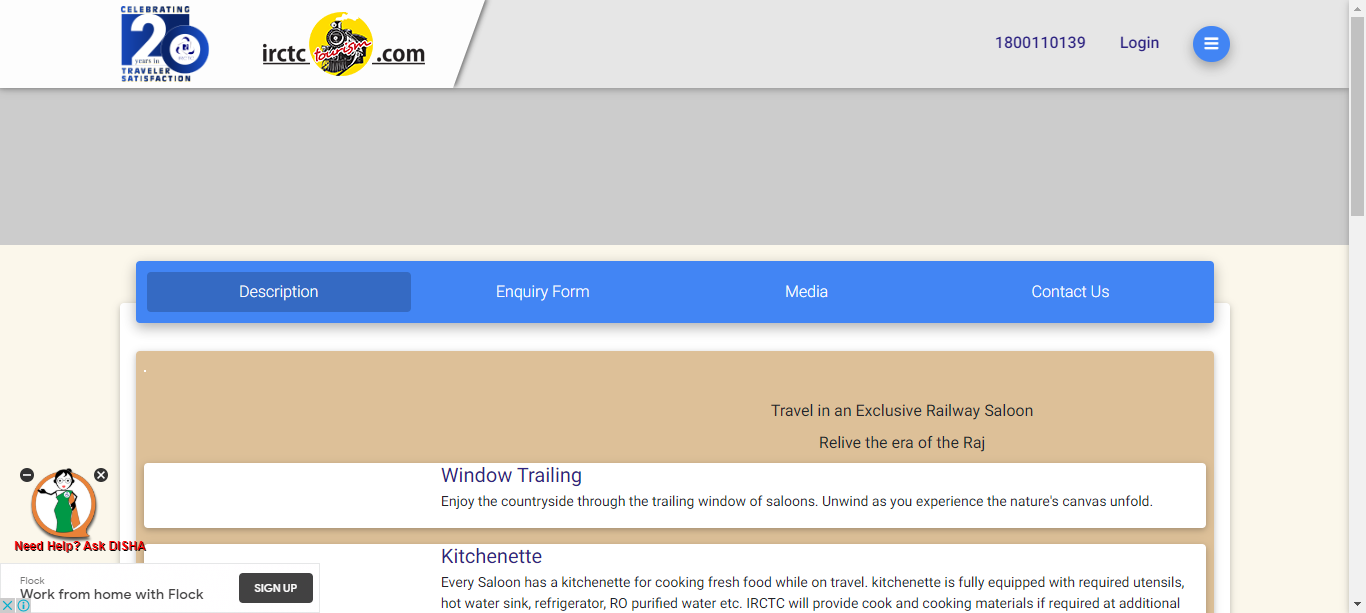 CELEBRATING
20
years in
TRAVELER
SATISFACTION
irctc tourism .com
1800110139
Login
Description
Enquiry Form
Media
Contact Us
.
Travel in an Exclusive Railway Saloon
Relive the era of the Raj
Window Trailing
Enjoy the countryside through the trailing window of saloons. Unwind as you experience the nature's canvas unfold.
Kitchenette
Every Saloon has a kitchenette for cooking fresh food while on travel. kitchenette is fully equipped with required utensils,
hot water sink, refrigerator, RO purified water etc. IRCTC will provide cook and cooking materials if required at additional
Need Help? Ask DISHA
Flock
Work from home with Flock
SIGN UP